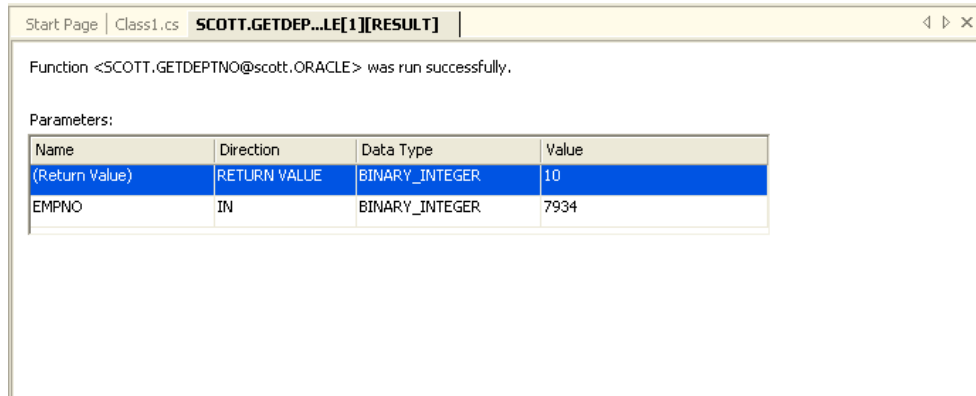 Start Page | Class1.cs SCOTT.GETDEP...LE[1][RESULT]
Function <SCOTT.GETDEPTNO@scott.ORACLE> was run successfully.
Parameters:
Name Direction Data Type Value
(Return Value) RETURN VALUE BINARY_INTEGER 10
EMPNO IN BINARY_INTEGER 7934